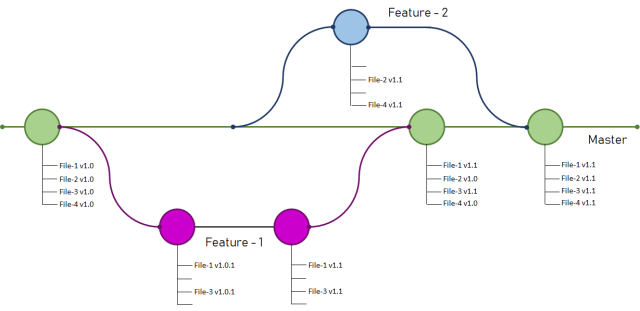 Feature - 2
File-2 v1.1
File-4 v1.1
Master
File-1 v1.0
File-2 v1.0
File-3 v1.0
File-4 v1.0
File-1 v1.1
File-2 v1.0
File-3 v1.1
File-4 v1.0
File-1 v1.1
File-2 v1.1
File-3 v1.1
File-4 v1.1
Feature - 1
File-1 v1.0.1
File-3 v1.0.1
File-1 v1.1
File-3 v1.1